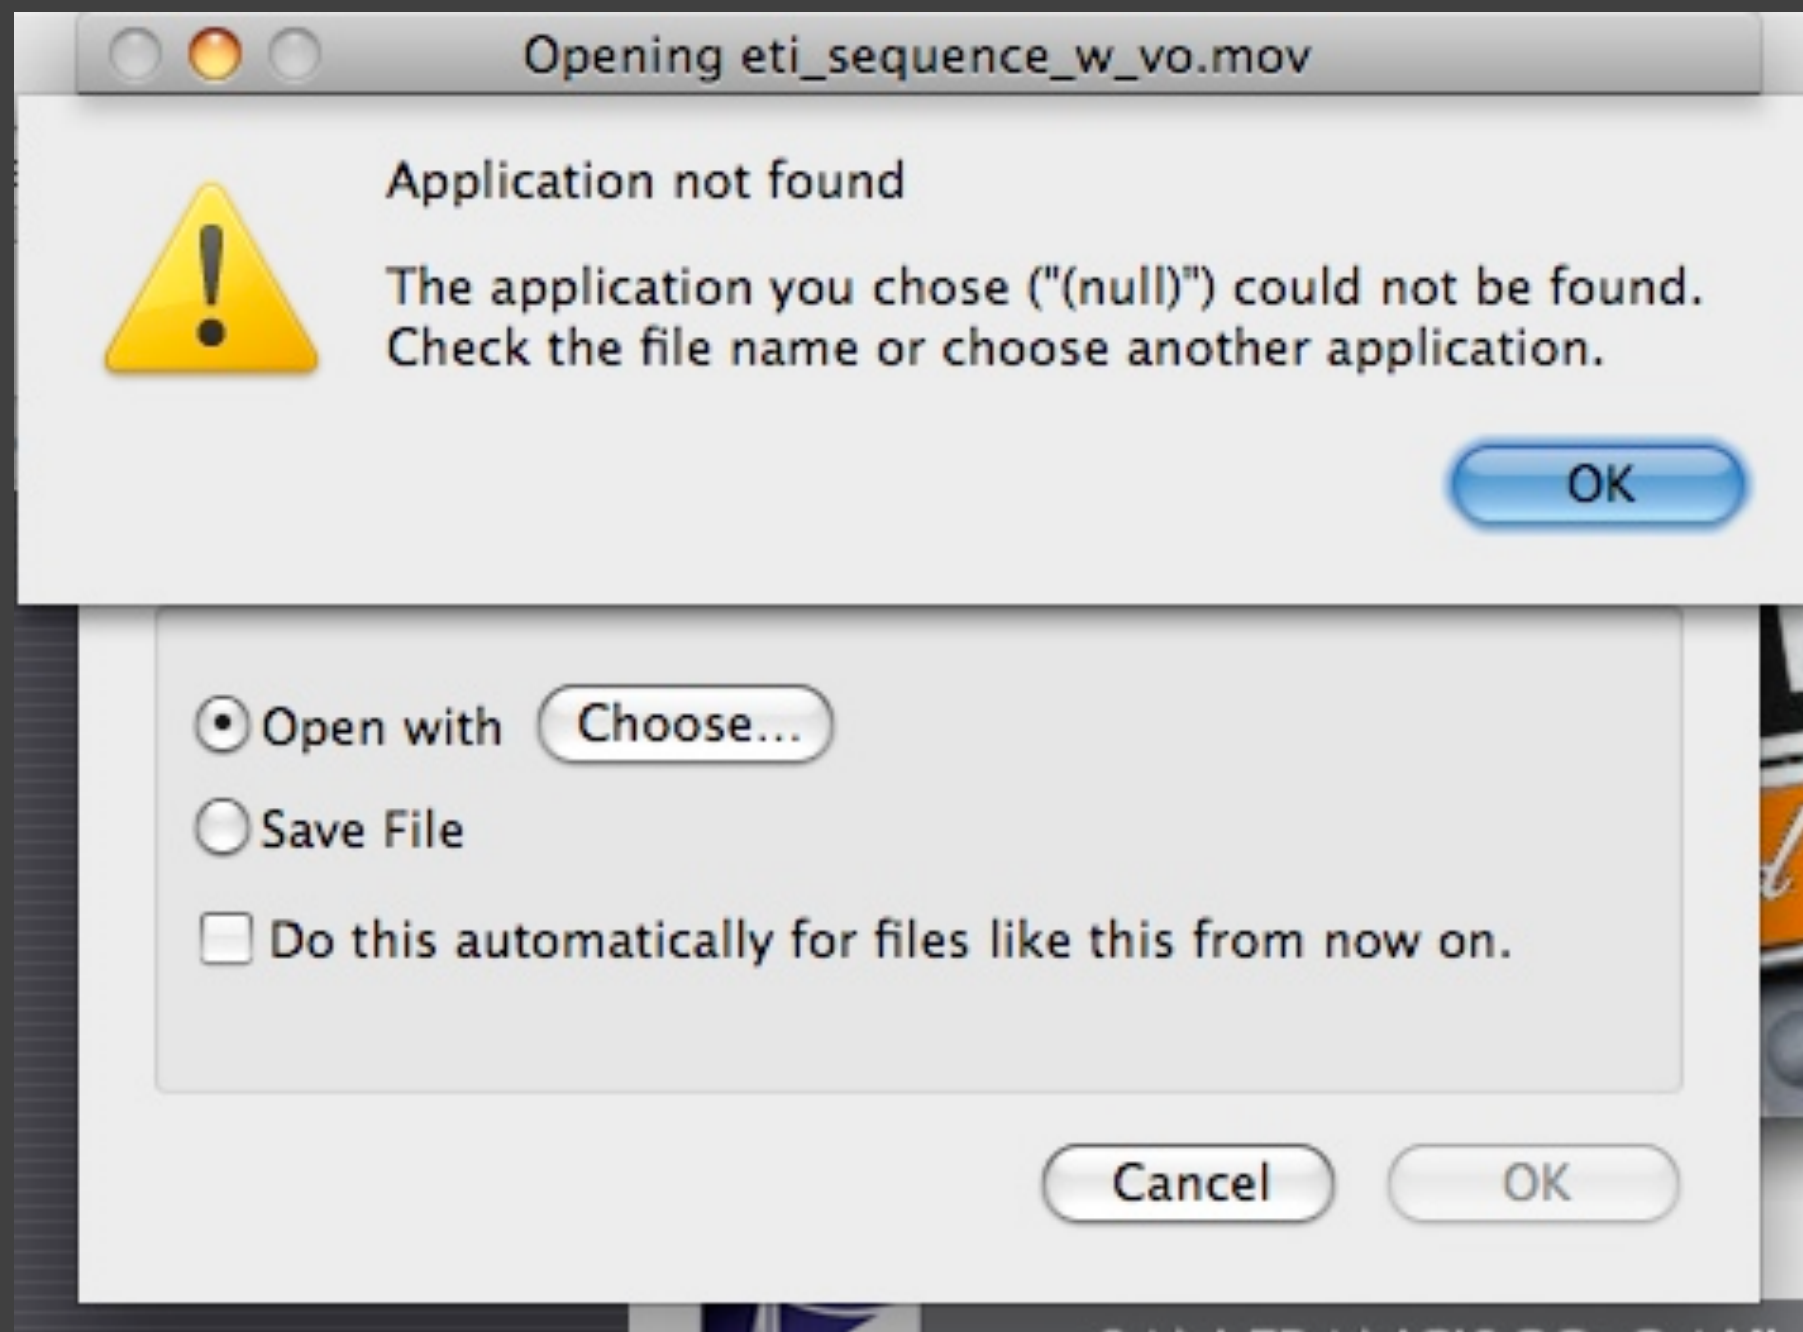 Opening eti_sequence_w_vo.mov
Application not found
The application you chose ("(null)") could not be found.
Check the file name or choose another application.
OK
Open with Choose...
Save File
Do this automatically for files like this from now on.
Cancel OK